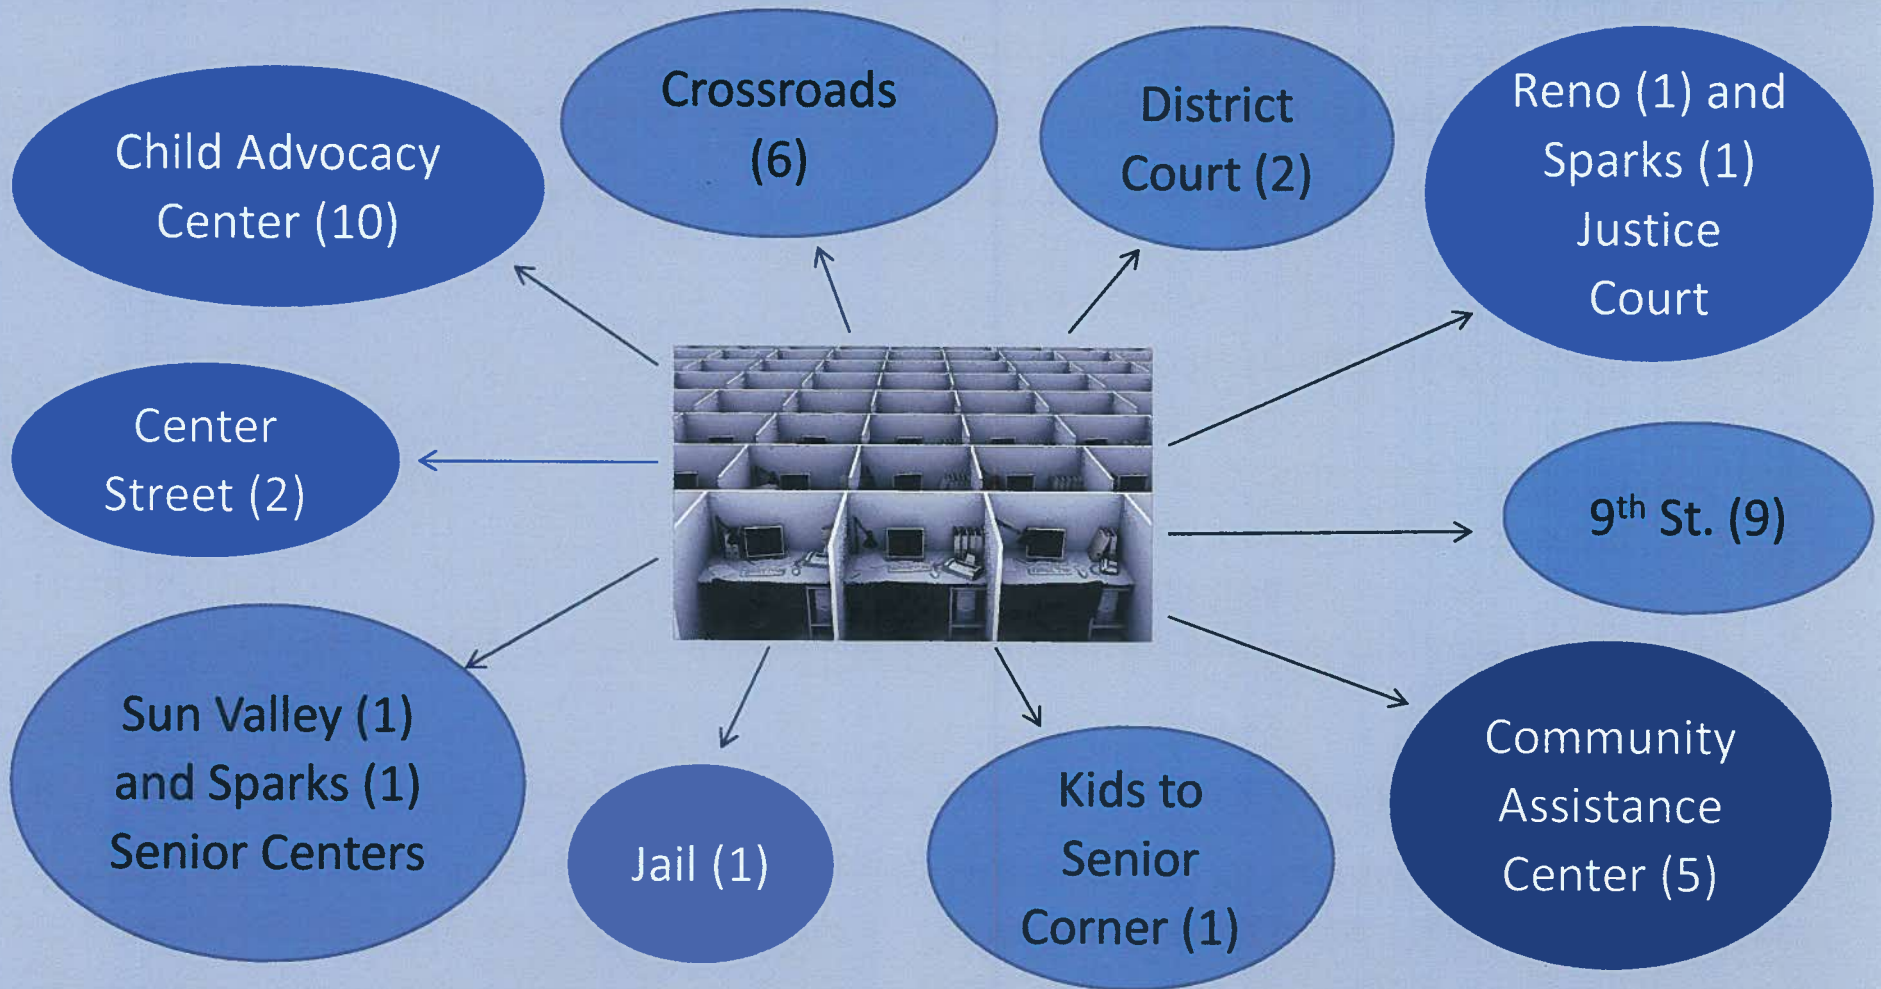 Child Advocacy
Center (10)
Crossroads
(6)
District
Court (2)
Reno (1) and
Sparks (1)
Justice
Court
Center
Street (2)
9th St. (9)
Sun Valley (1)
and Sparks (1)
Senior Centers
Jail (1)
Kids to
Senior
Corner (1)
Community
Assistance
Center (5)